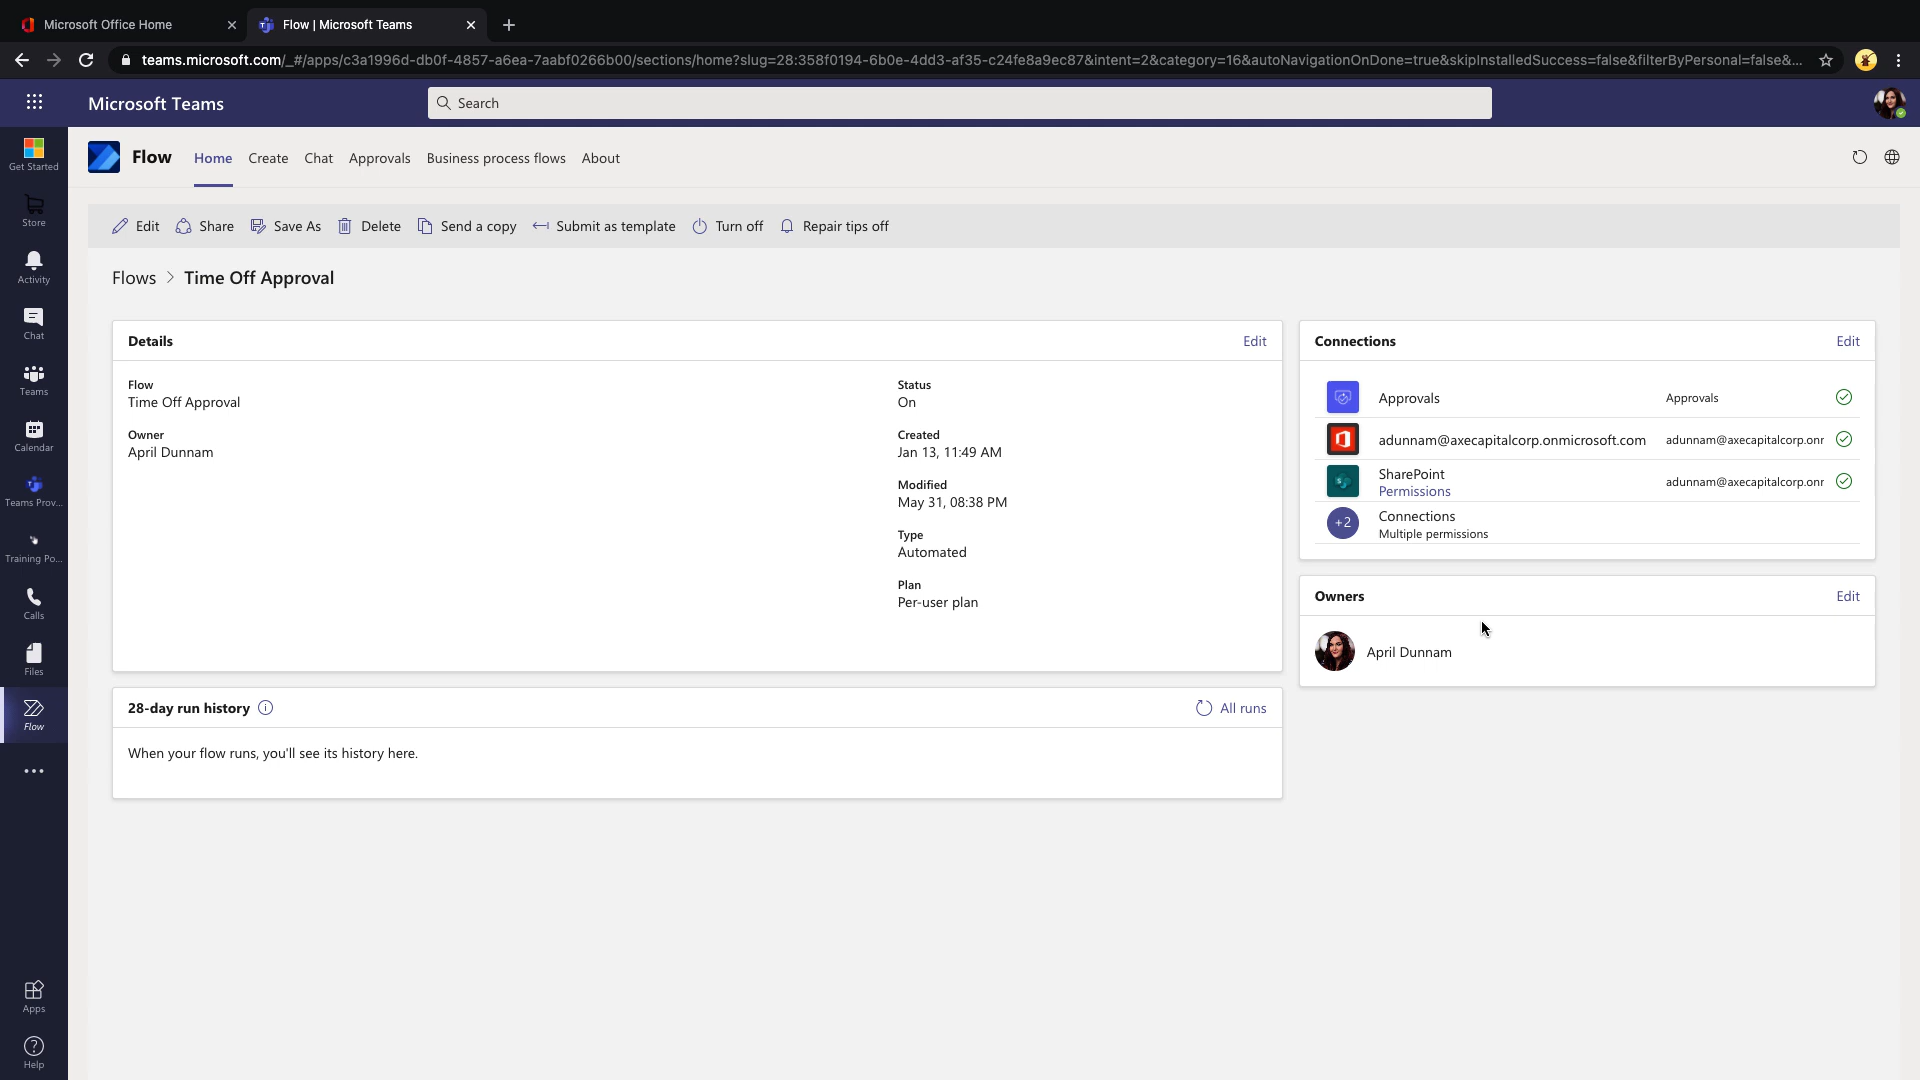 Microsoft Office Home
Flow | Microsoft Teams
teams.microsoft.com/_#/apps/c3a1996d-db0f-4857-a6ea-7aabf0266b00/sections/home?slug=28:358f0194-6b0e-4dd3-af35-c24fe8a9ec87&intent=2&category=16&autoNavigationOnDone=true&skipInstalledSuccess=false&filterByPersonal=false&...
Microsoft Teams
Search
Get Started
Store
Activity
Chat
Teams
Calendar
Teams Prov...
Training Po...
Calls
Files
Flow
Apps
Help
Flow
Home
Create
Chat
Approvals
Business process flows
About
Edit
Share
Save As
Delete
Send a copy
Submit as template
Turn off
Repair tips off
Flows > Time Off Approval
Details
Edit
Flow
Time Off Approval
Owner
April Dunnam
Status
On
Created
Jan 13, 11:49 AM
Modified
May 31, 08:38 PM
Type
Automated
Plan
Per-user plan
28-day run history
All runs
When your flow runs, you'll see its history here.
Connections
Edit
Approvals
Approvals
adunnam@axecapitalcorp.onmicrosoft.com
adunnam@axecapitalcorp.onr
SharePoint
Permissions
adunnam@axecapitalcorp.onr
+2
Connections
Multiple permissions
Owners
Edit
April Dunnam